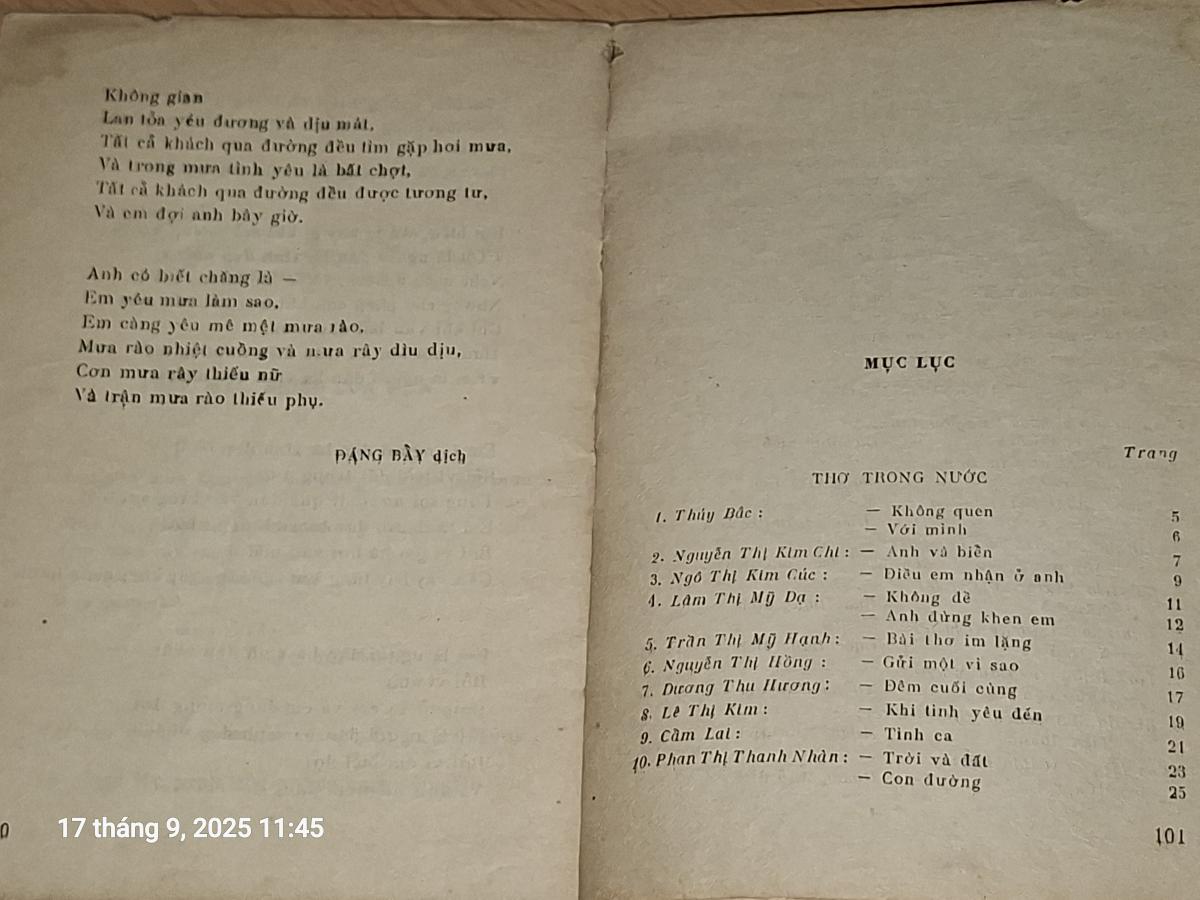 Không gian
Lan tỏa yêu đương và dịu mát,
Tất cả khách qua đường đều tìm gặp hơi mưa,
Và trong mưa tình yêu là bất chợt,
Tất cả khách qua đường đều được tương tư,
Và em đợi anh bây giờ.
Anh có biết chăng là —
Em yêu mưa làm sao,
Em càng yêu mê mệt mưa rào,
Mưa rào nhiệt cuồng và mưa rây dìu dịu,
Cơn mưa rây thiếu nữ
Và trận mưa rào thiếu phụ.
ĐẶNG BẨY dịch
0
17 tháng 9, 2025 11:45
MỤC LỤC
Trang
THƠ TRONG NƯỚC
1. Thúy Bắc : — Không quen 5
— Với mình 6
2. Nguyễn Thị Kim Chi : — Anh và biển 7
3. Ngô Thị Kim Cúc : — Điều em nhận ở anh 9
4. Lâm Thị Mỹ Dạ : — Không đề 11
— Anh đừng khen em 12
5. Trần Thị Mỹ Hạnh : — Bài thơ im lặng 14
6. Nguyễn Thị Hồng : — Gửi một vì sao 16
7. Dương Thu Hương : — Đêm cuối cùng 17
8. Lê Thị Kim : — Khi tình yêu đến 19
9. Cẩm Lai : — Tình ca 21
10. Phan Thị Thanh Nhàn : — Trời và đất 23
— Con đường 25
101